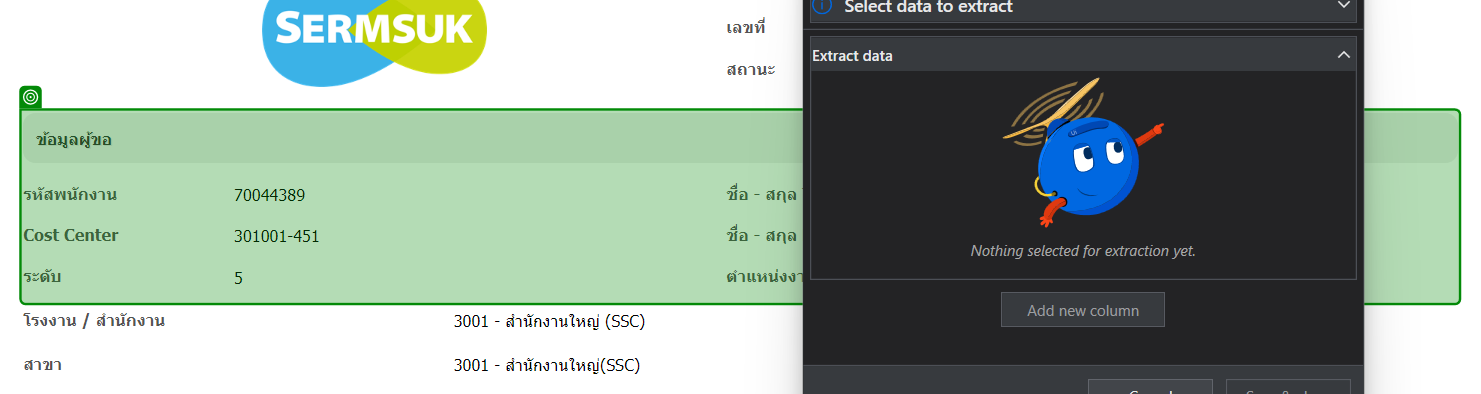 SERMSUK
เลขที่
สถานะ
ข้อมูลผู้ขอ
รหัสพนักงาน 70044389 ชื่อ - สกุล
Cost Center 301001-451 ชื่อ - สกุล
ระดับ 5 ตำแหน่งงา
โรงงาน / สำนักงาน 3001 - สำนักงานใหญ่ (SSC)
สาขา 3001 - สำนักงานใหญ่(SSC)
Select data to extract
Extract data
Ui
Nothing selected for extraction yet.
Add new column